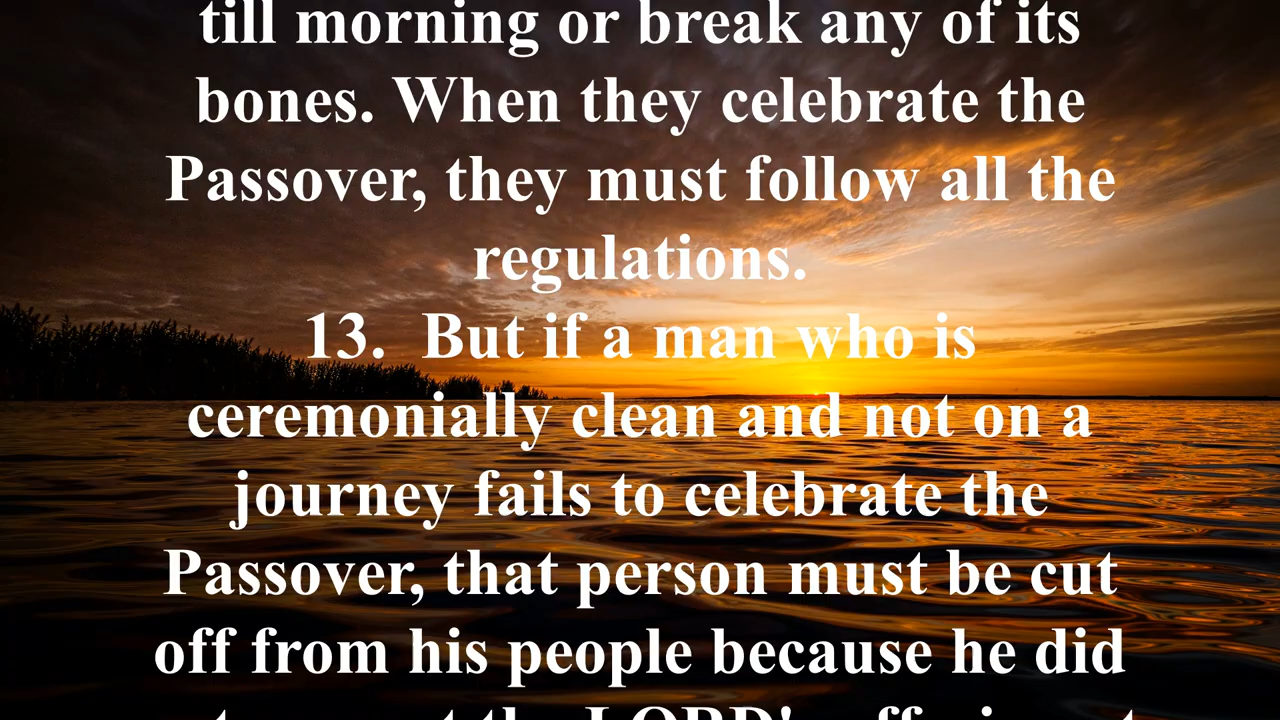 till morning or break any of its
bones. When they celebrate the
Passover, they must follow all the
regulations.
13.  But if a man who is
ceremonially clean and not on a
journey fails to celebrate the
Passover, that person must be cut
off from his people because he did
the LORD's